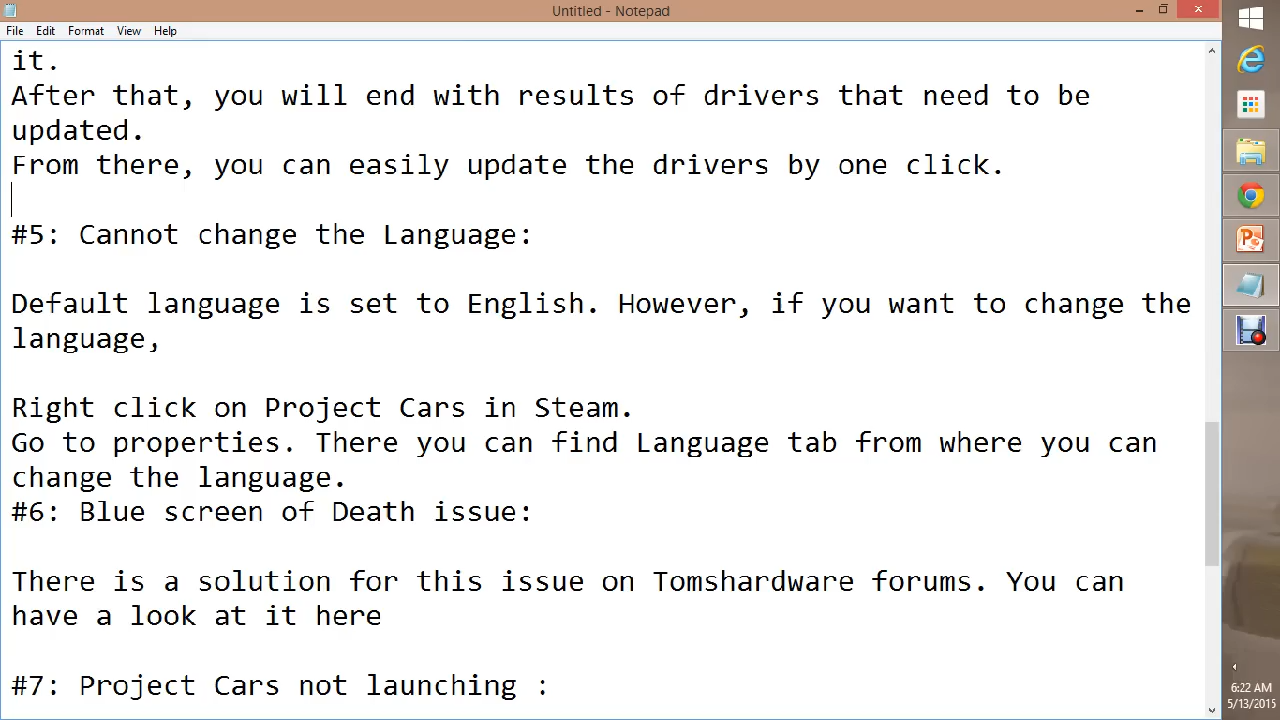 Untitled - Notepad
File Edit Format View Help
it.
After that, you will end with results of drivers that need to be
updated.
From there, you can easily update the drivers by one click.
#5: Cannot change the Language:
Default language is set to English. However, if you want to change the
language,
Right click on Project Cars in Steam.
Go to properties. There you can find Language tab from where you can
change the language.
#6: Blue screen of Death issue:
There is a solution for this issue on Tomshardware forums. You can
have a look at it here
#7: Project Cars not launching :
6:22 AM
5/13/2015